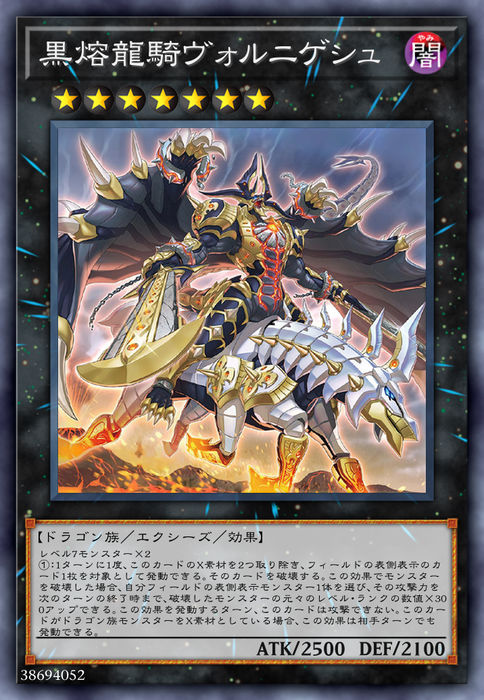 黒熔龍騎ヴォルニゲシュ
やみ
闇
【ドラゴン族／エクシーズ／効果】
レベル7モンスター×2
①:1ターンに1度、このカードのX素材を2つ取り除き、フィールドの表側表示のカ
ード1枚を対象として発動できる。そのカードを破壊する。この効果でモンスター
を破壊した場合、自分フィールドの表側表示モンスター1体を選び、その攻撃力を
次のターンの終了時まで、破壊したモンスターの元々のレベル・ランクの数値×30
0アップできる。この効果を発動するターン、このカードは攻撃できない。このカー
ドがドラゴン族モンスターをX素材としている場合、この効果は相手ターンでも
発動できる。
ATK/2500 DEF/2100
38694052